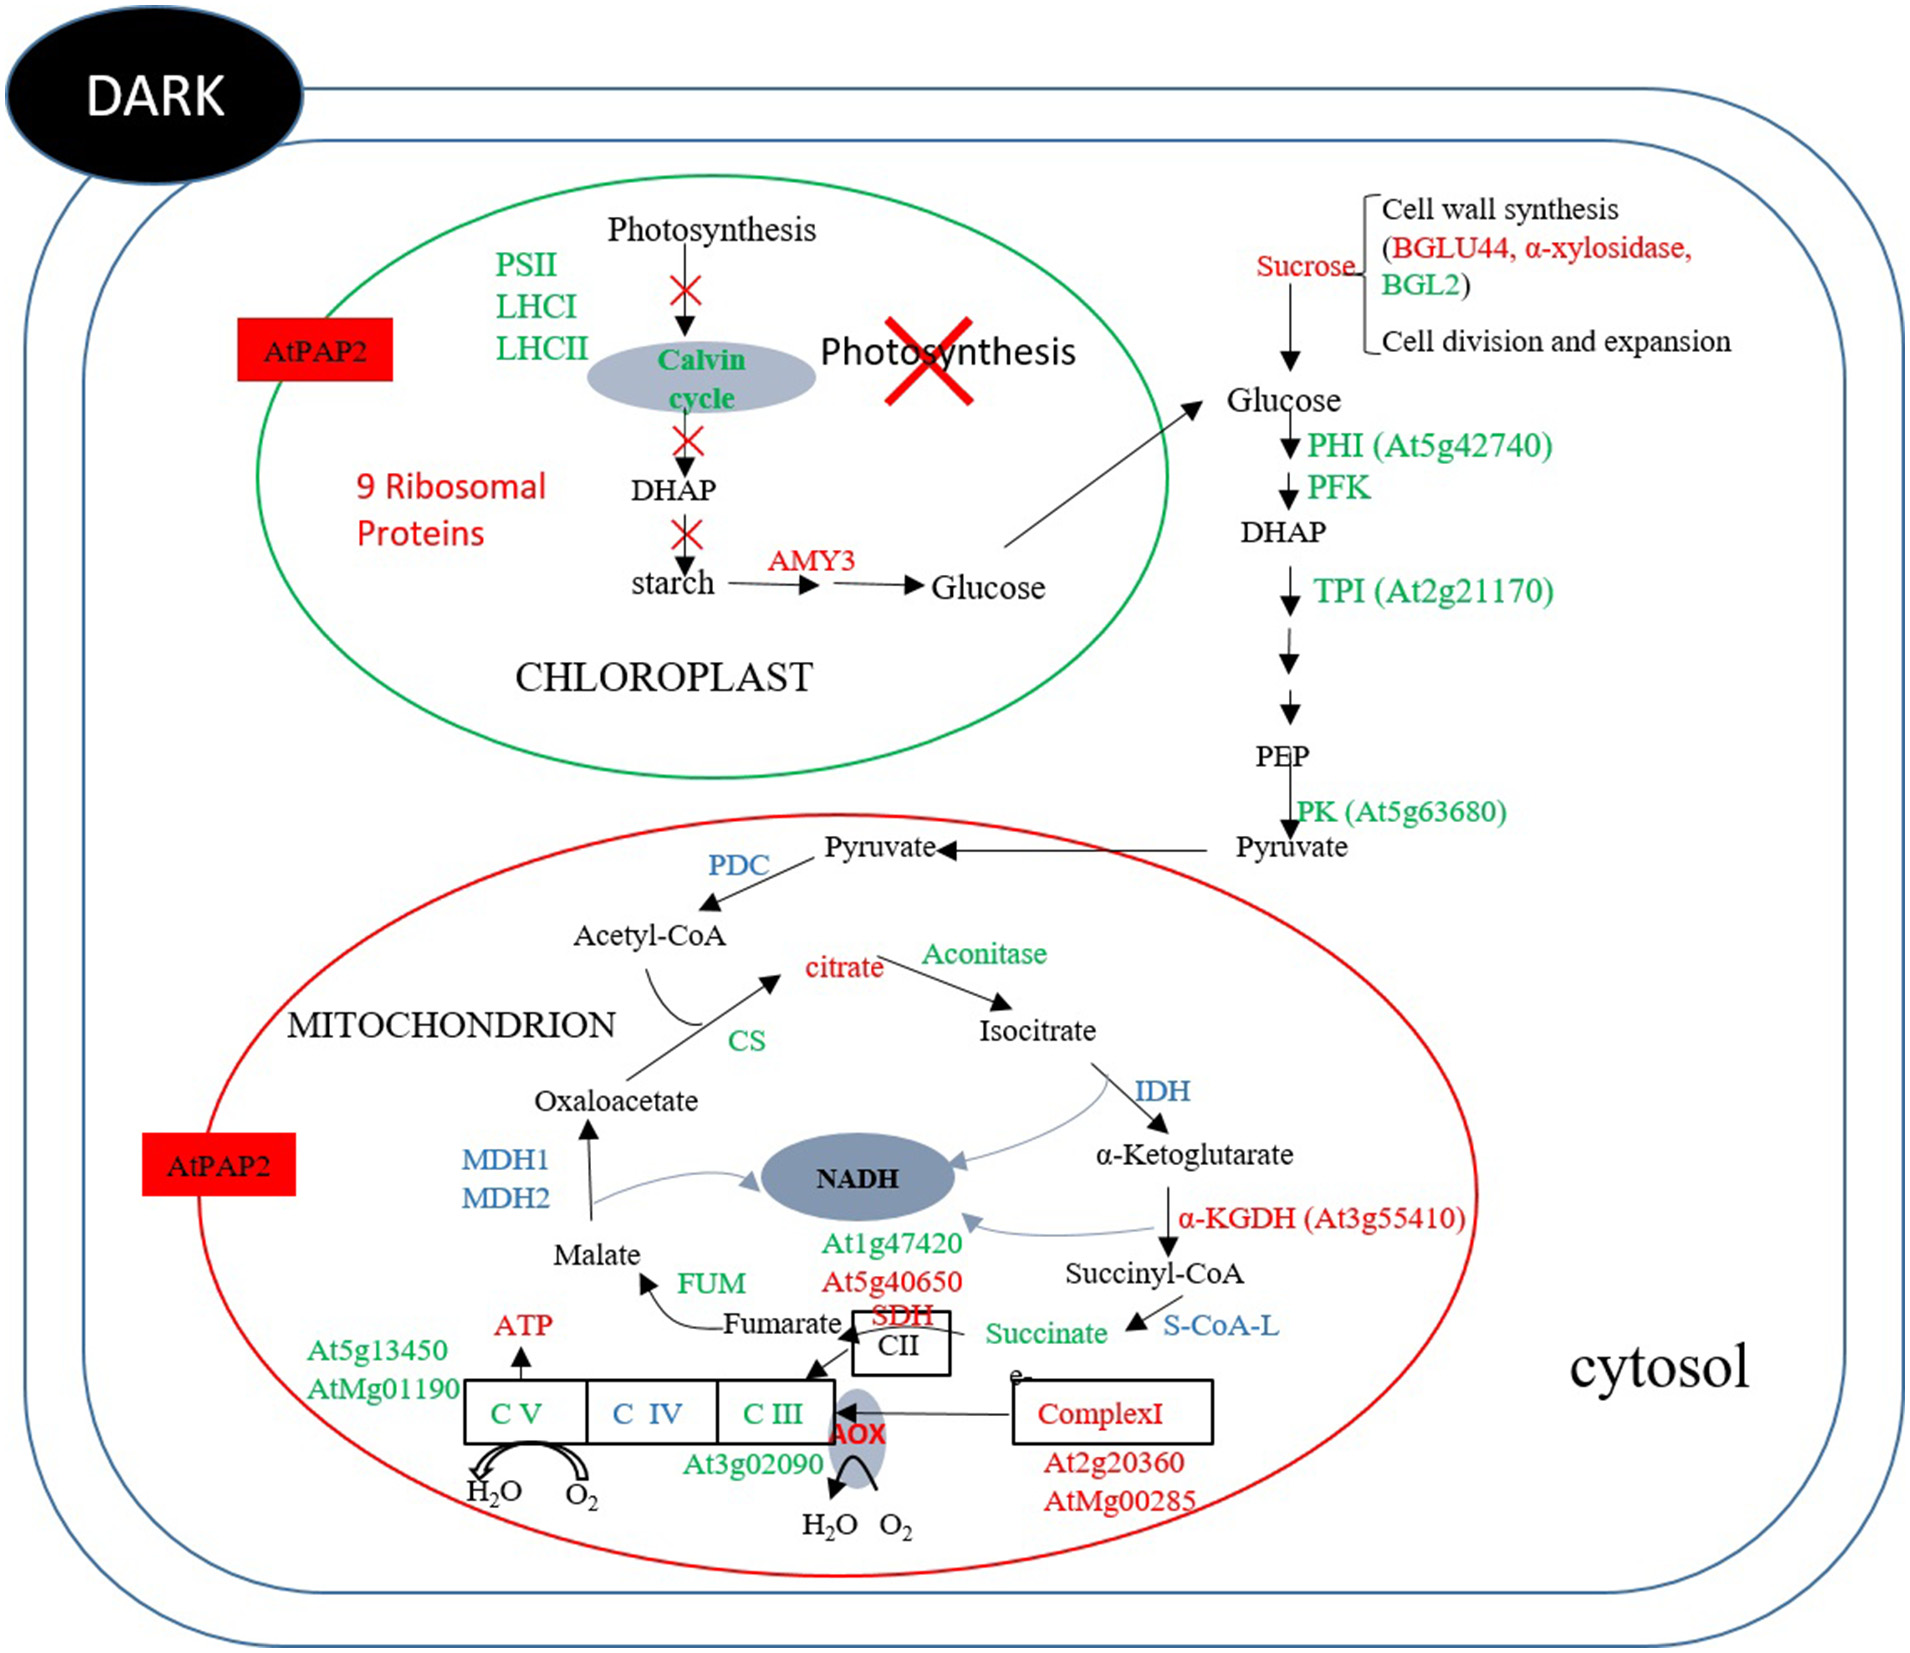 DARK
Photosynthesis
PSII
LHCI
LHCII
AtPAP2
Calvin
cycle
Photosynthesis
9 Ribosomal
Proteins
DHAP
starch
AMY3
Glucose
CHLOROPLAST
Sucrose
Cell wall synthesis
(BGLU44, α-xylosidase,
BGL2)
Cell division and expansion
Glucose
PHI (At5g42740)
PFK
DHAP
TPI (At2g21170)
PEP
PK (At5g63680)
Pyruvate
Pyruvate
PDC
Acetyl-CoA
citrate
Aconitase
MITOCHONDRION
CS
Isocitrate
Oxaloacetate
IDH
AtPAP2
MDH1
MDH2
NADH
α-Ketoglutarate
α-KGDH (At3g55410)
At1g47420
At5g40650
SDH
CII
Malate
FUM
Fumarate
Succinyl-CoA
Succinate
S-CoA-L
ATP
At5g13450
AtMg01190
C V
C IV
C III
AOX
e-
ComplexI
At3g02090
At2g20360
AtMg00285
H₂O
O₂
H₂O O₂
cytosol